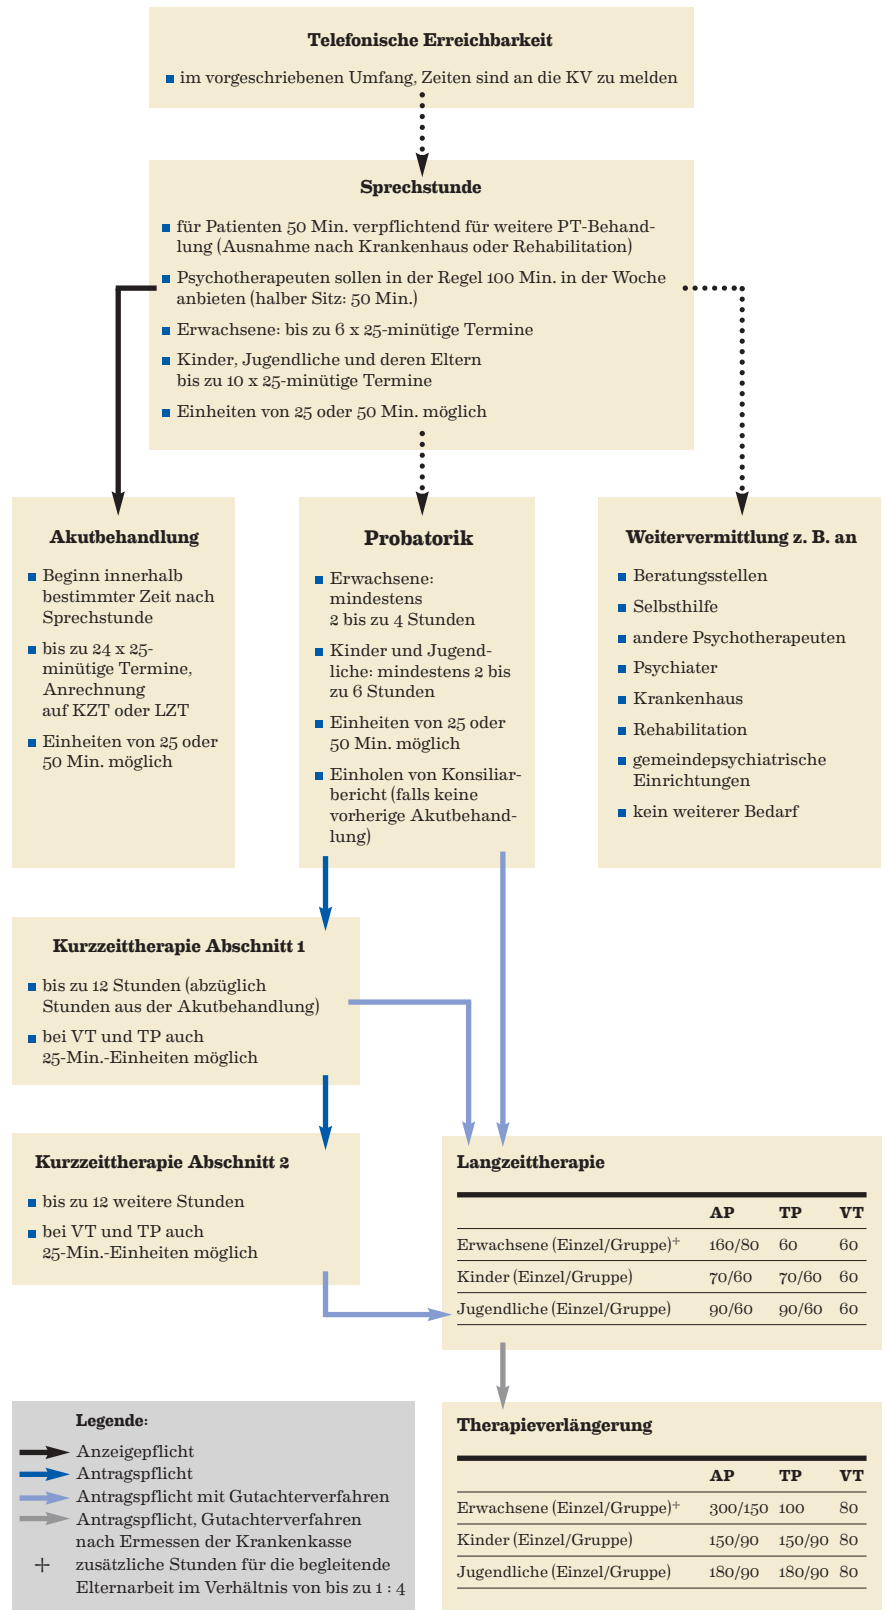 Telefonische Erreichbarkeit
im vorgeschriebenen Umfang, Zeiten sind an die KV zu melden
Sprechstunde
für Patienten 50 Min. verpflichtend für weitere PT-Behand-
lung (Ausnahme nach Krankenhaus oder Rehabilitation)
Psychotherapeuten sollen in der Regel 100 Min. in der Woche
anbieten (halber Sitz: 50 Min.)
Erwachsene: bis zu 6 x 25-minütige Termine
Kinder, Jugendliche und deren Eltern
bis zu 10 x 25-minütige Termine
Einheiten von 25 oder 50 Min. möglich
Akutbehandlung
Beginn innerhalb
bestimmter Zeit nach
Sprechstunde
bis zu 24 x 25-
minütige Termine,
Anrechnung
auf KZT oder LZT
Einheiten von 25 oder
50 Min. möglich
Probatorik
Erwachsene:
mindestens
2 bis zu 4 Stunden
Kinder und Jugend-
liche: mindestens 2 bis
zu 6 Stunden
Einheiten von 25 oder
50 Min. möglich
Einholen von Konsiliar-
bericht (falls keine
vorherige Akutbehand-
lung)
Weitervermittlung z. B. an
Beratungsstellen
Selbsthilfe
andere Psychotherapeuten
Psychiater
Krankenhaus
Rehabilitation
gemeindepsychiatrische
Einrichtungen
kein weiterer Bedarf
Kurzzeittherapie Abschnitt 1
bis zu 12 Stunden (abzüglich
Stunden aus der Akutbehandlung)
bei VT und TP auch
25-Min.-Einheiten möglich
Kurzzeittherapie Abschnitt 2
bis zu 12 weitere Stunden
bei VT und TP auch
25-Min.-Einheiten möglich
Langzeittherapie
AP TP VT
Erwachsene (Einzel/Gruppe)+ 160/80 60 60
Kinder (Einzel/Gruppe) 70/60 70/60 60
Jugendliche (Einzel/Gruppe) 90/60 90/60 60
Legende:
Anzeigepflicht
Antragspflicht
Antragspflicht mit Gutachterverfahren
Antragspflicht, Gutachterverfahren
nach Ermessen der Krankenkasse
+ zusätzliche Stunden für die begleitende
Elternarbeit im Verhältnis von bis zu 1 : 4
Therapieverlängerung
AP TP VT
Erwachsene (Einzel/Gruppe)+ 300/150 100 80
Kinder (Einzel/Gruppe) 150/90 150/90 80
Jugendliche (Einzel/Gruppe) 180/90 180/90 80